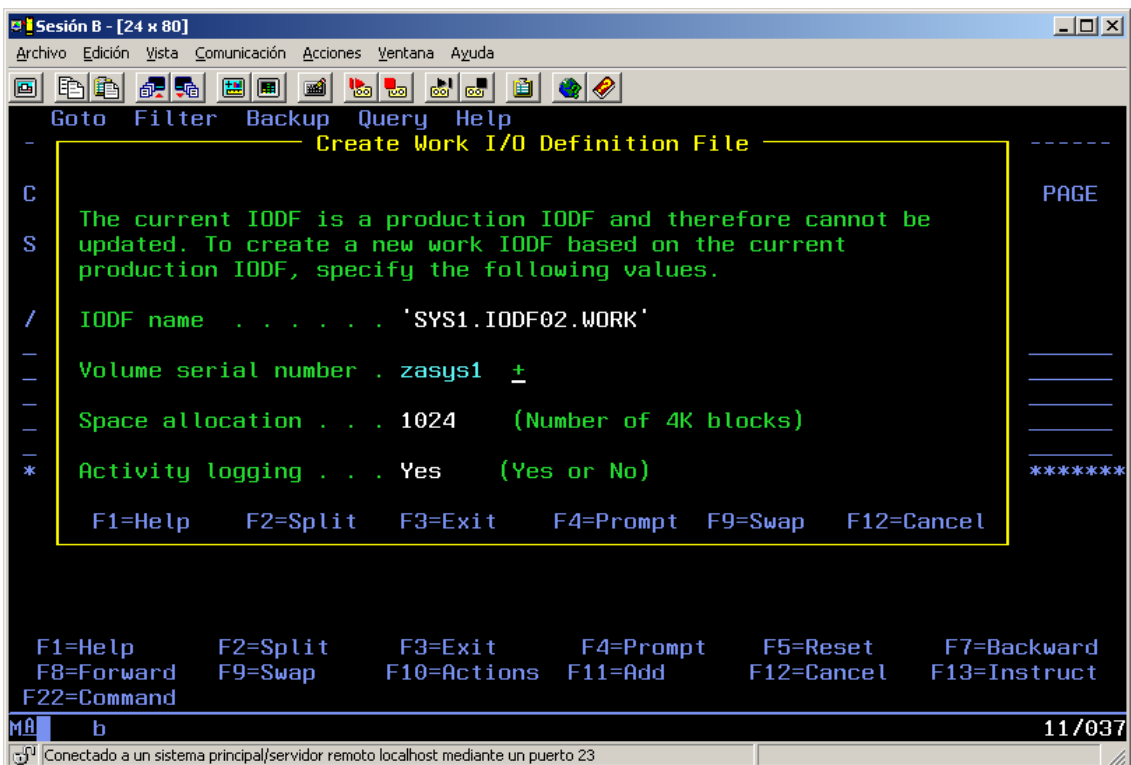 Sesión B - [24 x 80]
Archivo Edición Vista Comunicación Acciones Ventana Ayuda
Goto Filter Backup Query Help
- Create Work I/O Definition File ------
C PAGE
The current IODF is a production IODF and therefore cannot be
S updated. To create a new work IODF based on the current
production IODF, specify the following values.
/ IODF name . . . . . . 'SYS1.IODF02.WORK'
Volume serial number . zasys1 +
Space allocation . . . 1024 (Number of 4K blocks)
* Activity logging . . . Yes (Yes or No) *******
F1=Help F2=Split F3=Exit F4=Prompt F9=Swap F12=Cancel
F1=Help F2=Split F3=Exit F4=Prompt F5=Reset F7=Backward
F8=Forward F9=Swap F10=Actions F11=Add F12=Cancel F13=Instruct
F22=Command
MA b 11/037
Conectado a un sistema principal/servidor remoto localhost mediante un puerto 23